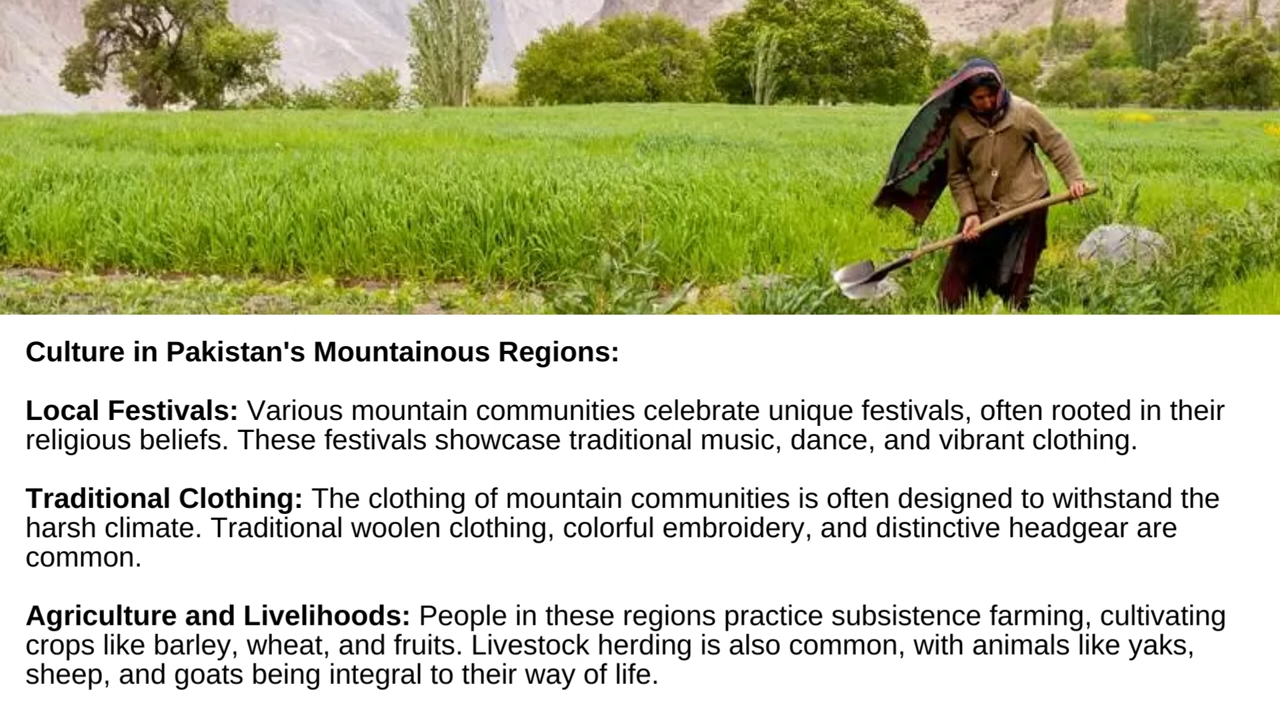 Culture in Pakistan's Mountainous Regions:
Local Festivals: Various mountain communities celebrate unique festivals, often rooted in their
religious beliefs. These festivals showcase traditional music, dance, and vibrant clothing.
Traditional Clothing: The clothing of mountain communities is often designed to withstand the
harsh climate. Traditional woolen clothing, colorful embroidery, and distinctive headgear are
common.
Agriculture and Livelihoods: People in these regions practice subsistence farming, cultivating
crops like barley, wheat, and fruits. Livestock herding is also common, with animals like yaks,
sheep, and goats being integral to their way of life.